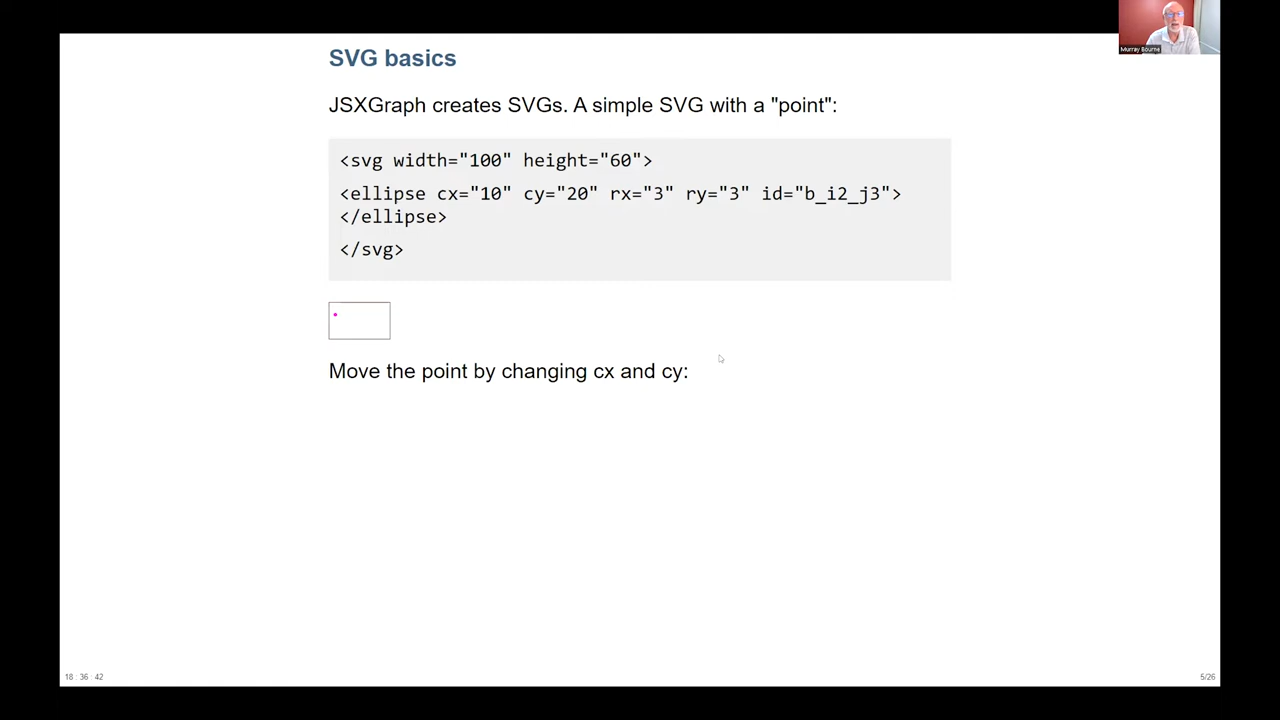 Murray Bourne
SVG basics
JSXGraph creates SVGs. A simple SVG with a "point":
<svg width="100" height="60">
<ellipse cx="10" cy="20" rx="3" ry="3" id="b_i2_j3">
</ellipse>
</svg>
Move the point by changing cx and cy:
18 : 36 : 42
5/26